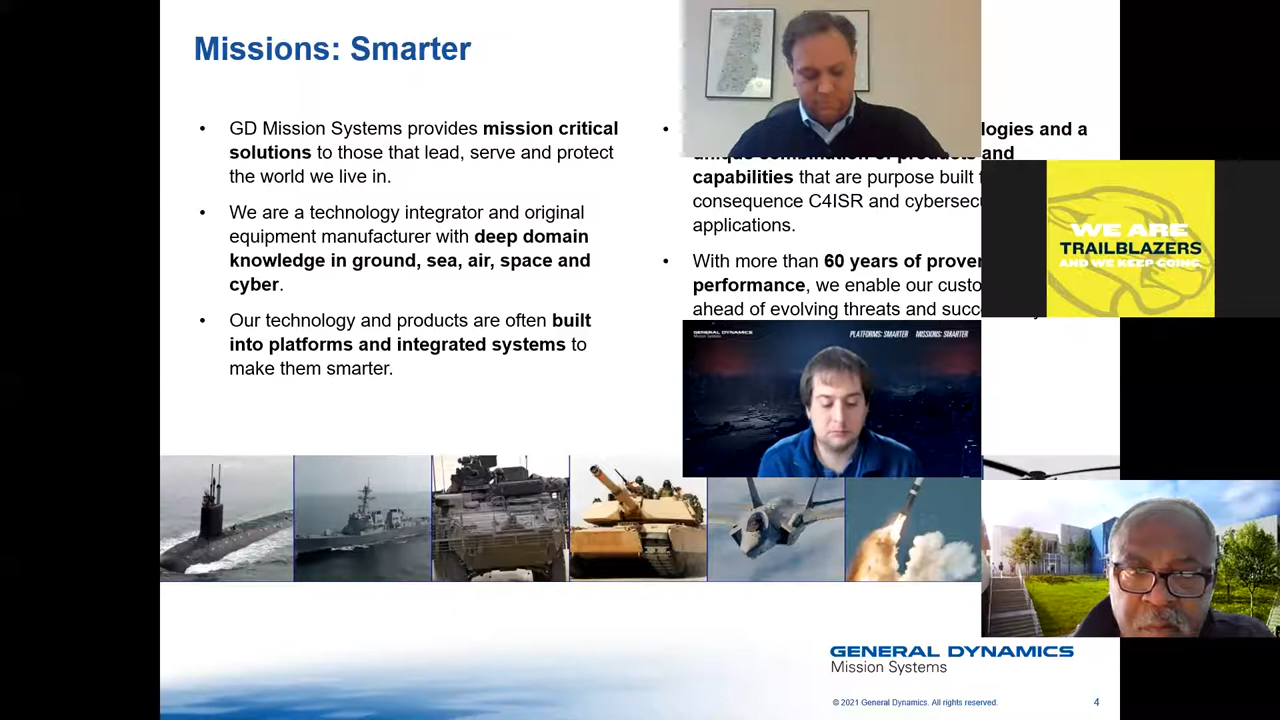 Missions: Smarter
• GD Mission Systems provides mission critical
solutions to those that lead, serve and protect
the world we live in.
• We are a technology integrator and original
equipment manufacturer with deep domain
knowledge in ground, sea, air, space and
cyber.
• Our technology and products are often built
into platforms and integrated systems to
make them smarter.
• logies and a
unique combination of products and
capabilities that are purpose built
consequence C4ISR and cybersecu
applications.
• With more than 60 years of prover
performance, we enable our custo
ahead of evolving threats and succ
WE ARE
TRAILBLAZERS
AND WE KEEP GOING.
GENERAL DYNAMICS
Mission Systems
PLATFORMS: SMARTER MISSIONS: SMARTER
GENERAL DYNAMICS
Mission Systems
© 2021 General Dynamics. All rights reserved.
4